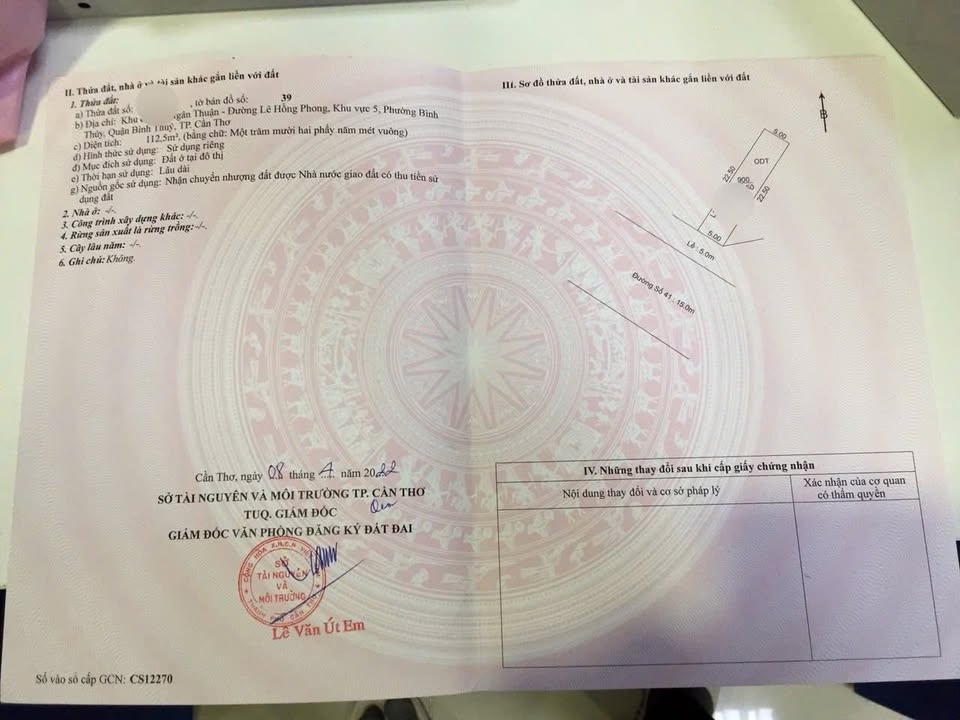 II. Thửa đất, nhà ở và tài sản khác gắn liền với đất
1. Thửa đất:
a) Thửa đất số: , tờ bản đồ số: 39
b) Địa chỉ: Khu gân Thuận - Đường Lê Hồng Phong, Khu vực 5, Phường Bình
Thủy, Quận Bình Thuỷ, TP. Cần Thơ
c) Diện tích: 112,5m², (bằng chữ: Một trăm mười hai phẩy năm mét vuông)
d) Hình thức sử dụng: Sử dụng riêng
đ) Mục đích sử dụng: Đất ở tại đô thị
e) Thời hạn sử dụng: Lâu dài
g) Nguồn gốc sử dụng: Nhận chuyển nhượng đất được Nhà nước giao đất có thu tiền sử
dụng đất
2. Nhà ở: -/-.
3. Công trình xây dựng khác: -/-.
4. Rừng sản xuất là rừng trồng:-/-.
5. Cây lâu năm: -/-.
6. Ghi chú: Không.
Cần Thơ, ngày 08 tháng 4 năm 2022
SỞ TÀI NGUYÊN VÀ MÔI TRƯỜNG TP. CẦN THƠ
TUQ. GIÁM ĐỐC
GIÁM ĐỐC VĂN PHÒNG ĐĂNG KÝ ĐẤT ĐAI
SỞ
TÀI NGUYÊN
VÀ
MÔI TRƯỜNG
Lê Văn Út Em
Số vào sổ cấp GCN: CS12270
III. Sơ đồ thửa đất, nhà ở và tài sản khác gắn liền với đất
B
5.00
ODT
22.50
22.50
5.00
Lề : 5.0m
Đường Số 41 : 15.0m
IV. Những thay đổi sau khi cấp giấy chứng nhận
Nội dung thay đổi và cơ sở pháp lý
Xác nhận của cơ quan
có thẩm quyền